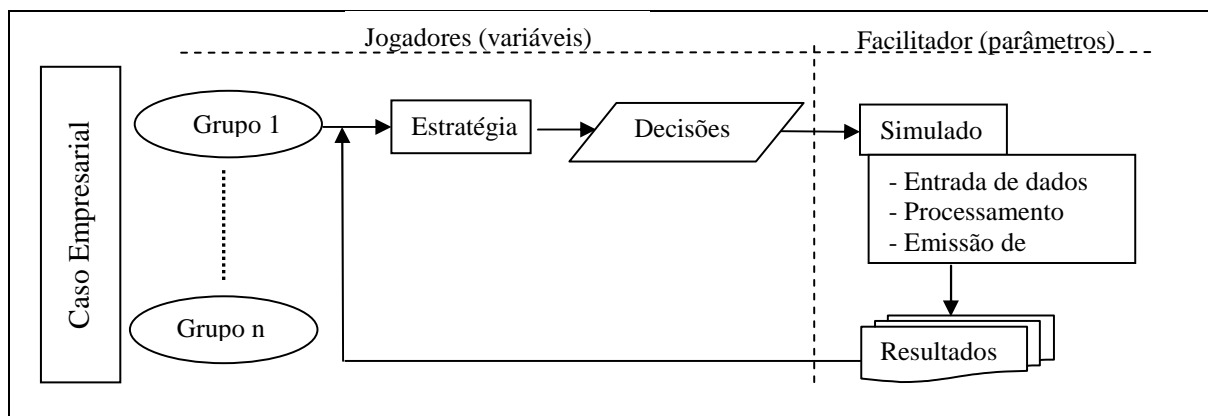 Jogadores (variáveis)
Facilitador (parâmetros)
Caso Empresarial
Grupo 1
Estratégia
Decisões
Simulado
- Entrada de dados
- Processamento
- Emissão de
Grupo n
Resultados